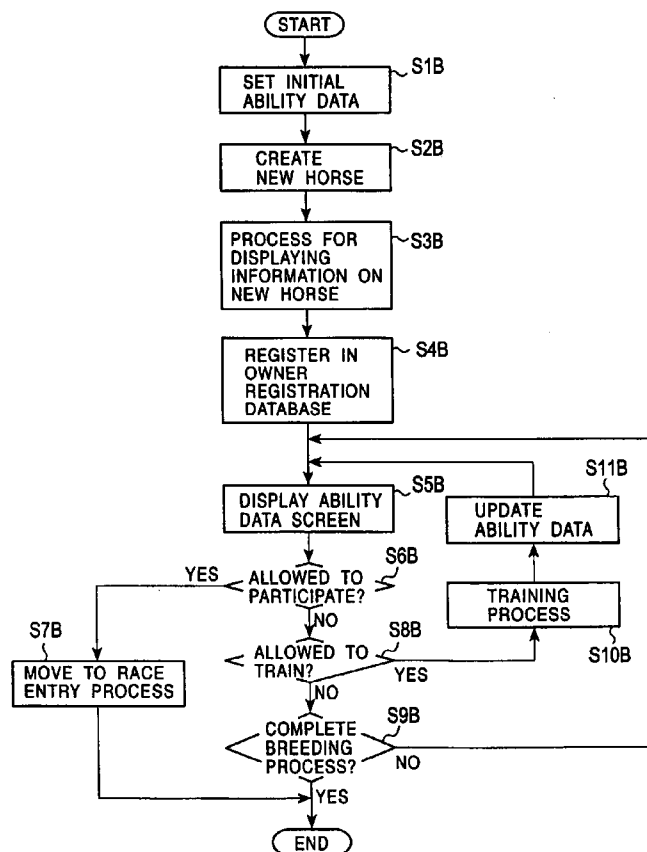 START
S1B
SET INITIAL
ABILITY DATA
S2B
CREATE
NEW HORSE
S3B
PROCESS FOR
DISPLAYING
INFORMATION ON
NEW HORSE
S4B
REGISTER IN
OWNER
REGISTRATION
DATABASE
S5B
DISPLAY ABILITY
DATA SCREEN
S11B
UPDATE
ABILITY DATA
S6B
YES
ALLOWED TO
PARTICIPATE?
NO
TRAINING
PROCESS
S10B
S7B
MOVE TO RACE
ENTRY PROCESS
S8B
ALLOWED TO
TRAIN?
YES
NO
S9B
COMPLETE
BREEDING
PROCESS?
NO
YES
END